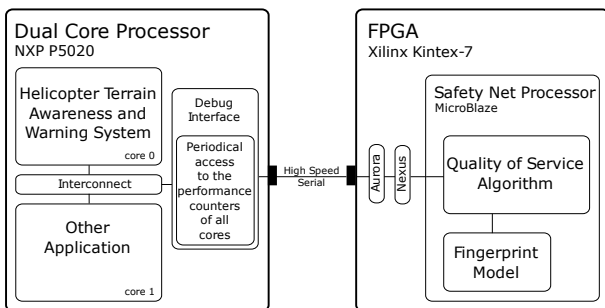 Dual Core Processor
NXP P5020
Helicopter Terrain
Awareness and
Warning System
core 0
Interconnect
Other
Application
core 1
Debug
Interface
Periodical
access
to the
performance
counters
of all
cores
High Speed
Serial
FPGA
Xilinx Kintex-7
Aurora
Nexus
Safety Net Processor
MicroBlaze
Quality of Service
Algorithm
Fingerprint
Model